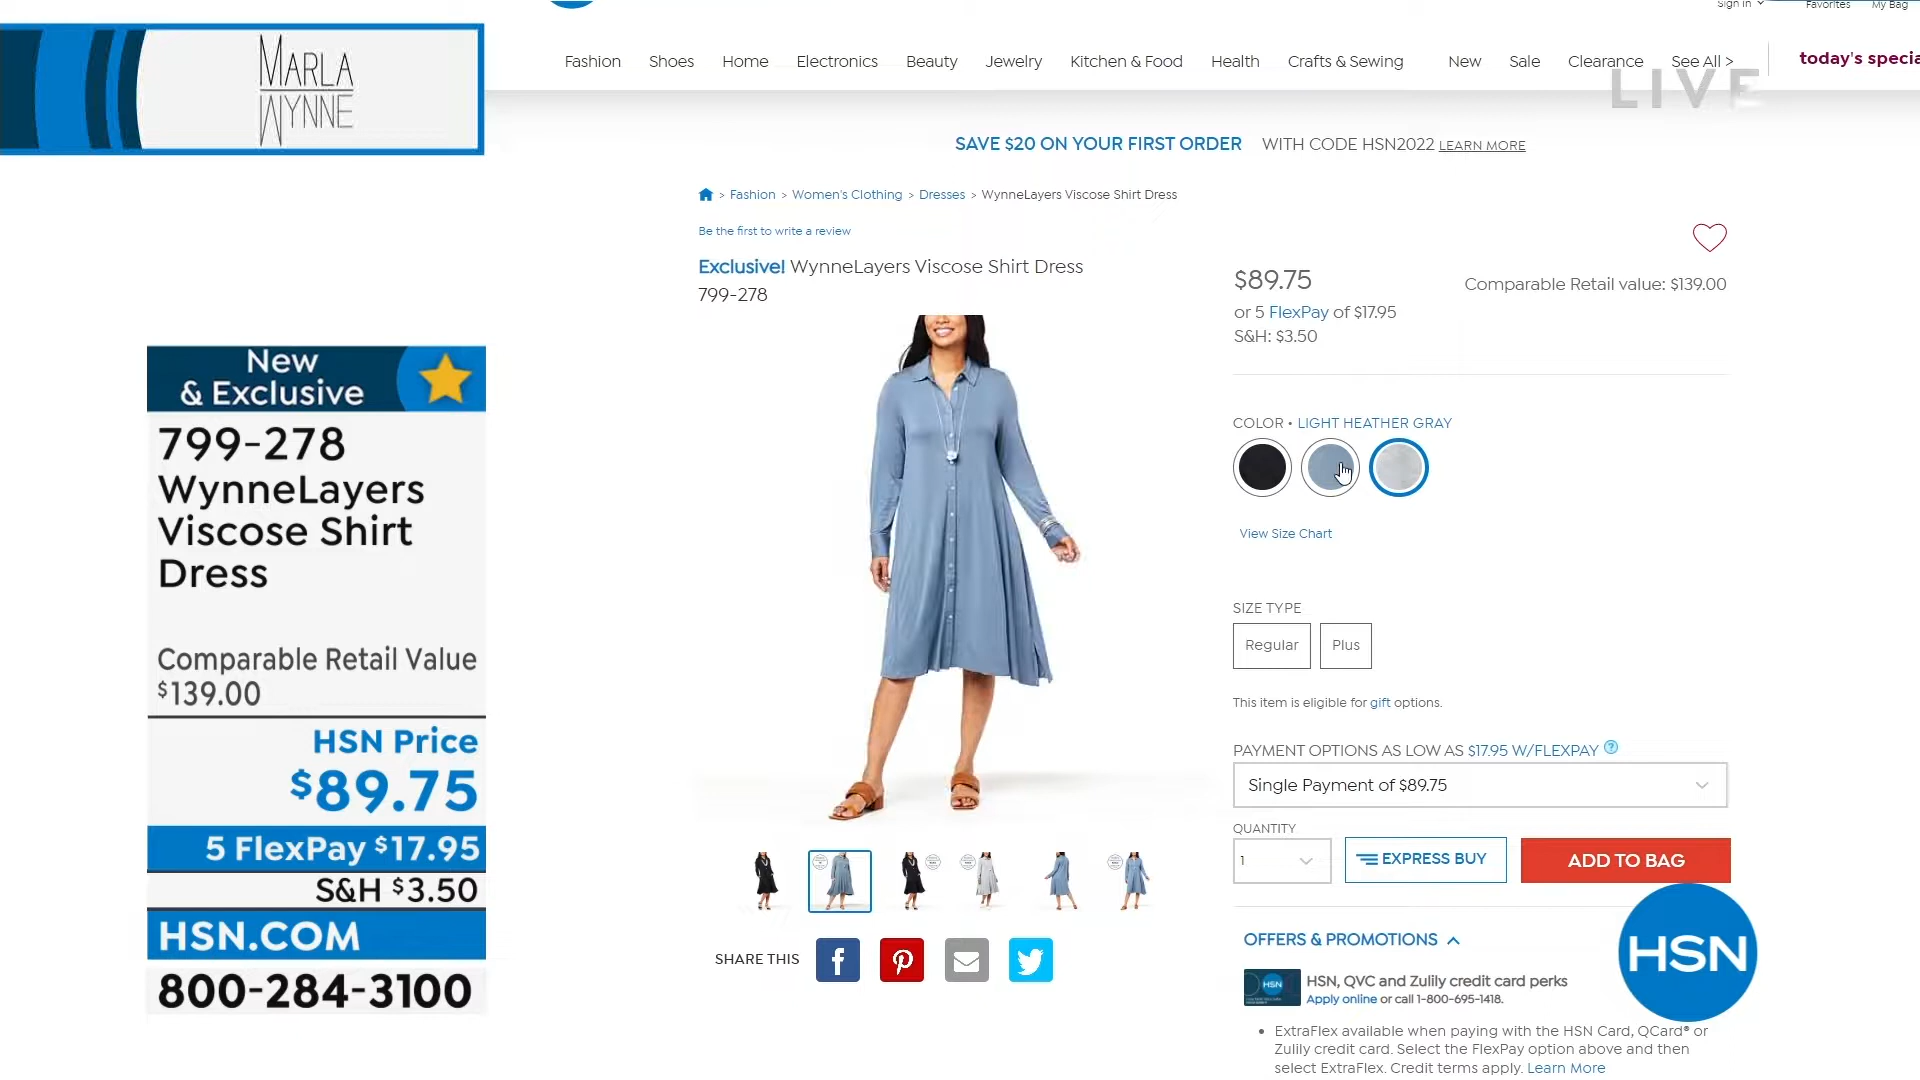 Sign In
Favorites
My Bag
MARLA
WYNNE
Fashion
Shoes
Home
Electronics
Beauty
Jewelry
Kitchen & Food
Health
Crafts & Sewing
New
Sale
Clearance
See All >
today's specia
LIVE
SAVE $20 ON YOUR FIRST ORDER WITH CODE HSN2022 LEARN MORE
> Fashion > Women's Clothing > Dresses > WynneLayers Viscose Shirt Dress
Be the first to write a review
Exclusive! WynneLayers Viscose Shirt Dress
799-278
$89.75
Comparable Retail value: $139.00
or 5 FlexPay of $17.95
S&H: $3.50
COLOR • LIGHT HEATHER GRAY
View Size Chart
SIZE TYPE
Regular
Plus
This item is eligible for gift options.
PAYMENT OPTIONS AS LOW AS $17.95 W/FLEXPAY ?
Single Payment of $89.75
QUANTITY
1
EXPRESS BUY
ADD TO BAG
OFFERS & PROMOTIONS
HSN
HSN, QVC and Zulily credit card perks
Apply online or call 1-800-695-1418.
• ExtraFlex available when paying with the HSN Card, QCard® or
Zulily credit card. Select the FlexPay option above and then
select ExtraFlex. Credit terms apply. Learn More
SHARE THIS
HSN
New
& Exclusive
799-278
WynneLayers
Viscose Shirt
Dress
Comparable Retail Value
$139.00
HSN Price
$89.75
5 FlexPay $17.95
S&H $3.50
HSN.COM
800-284-3100